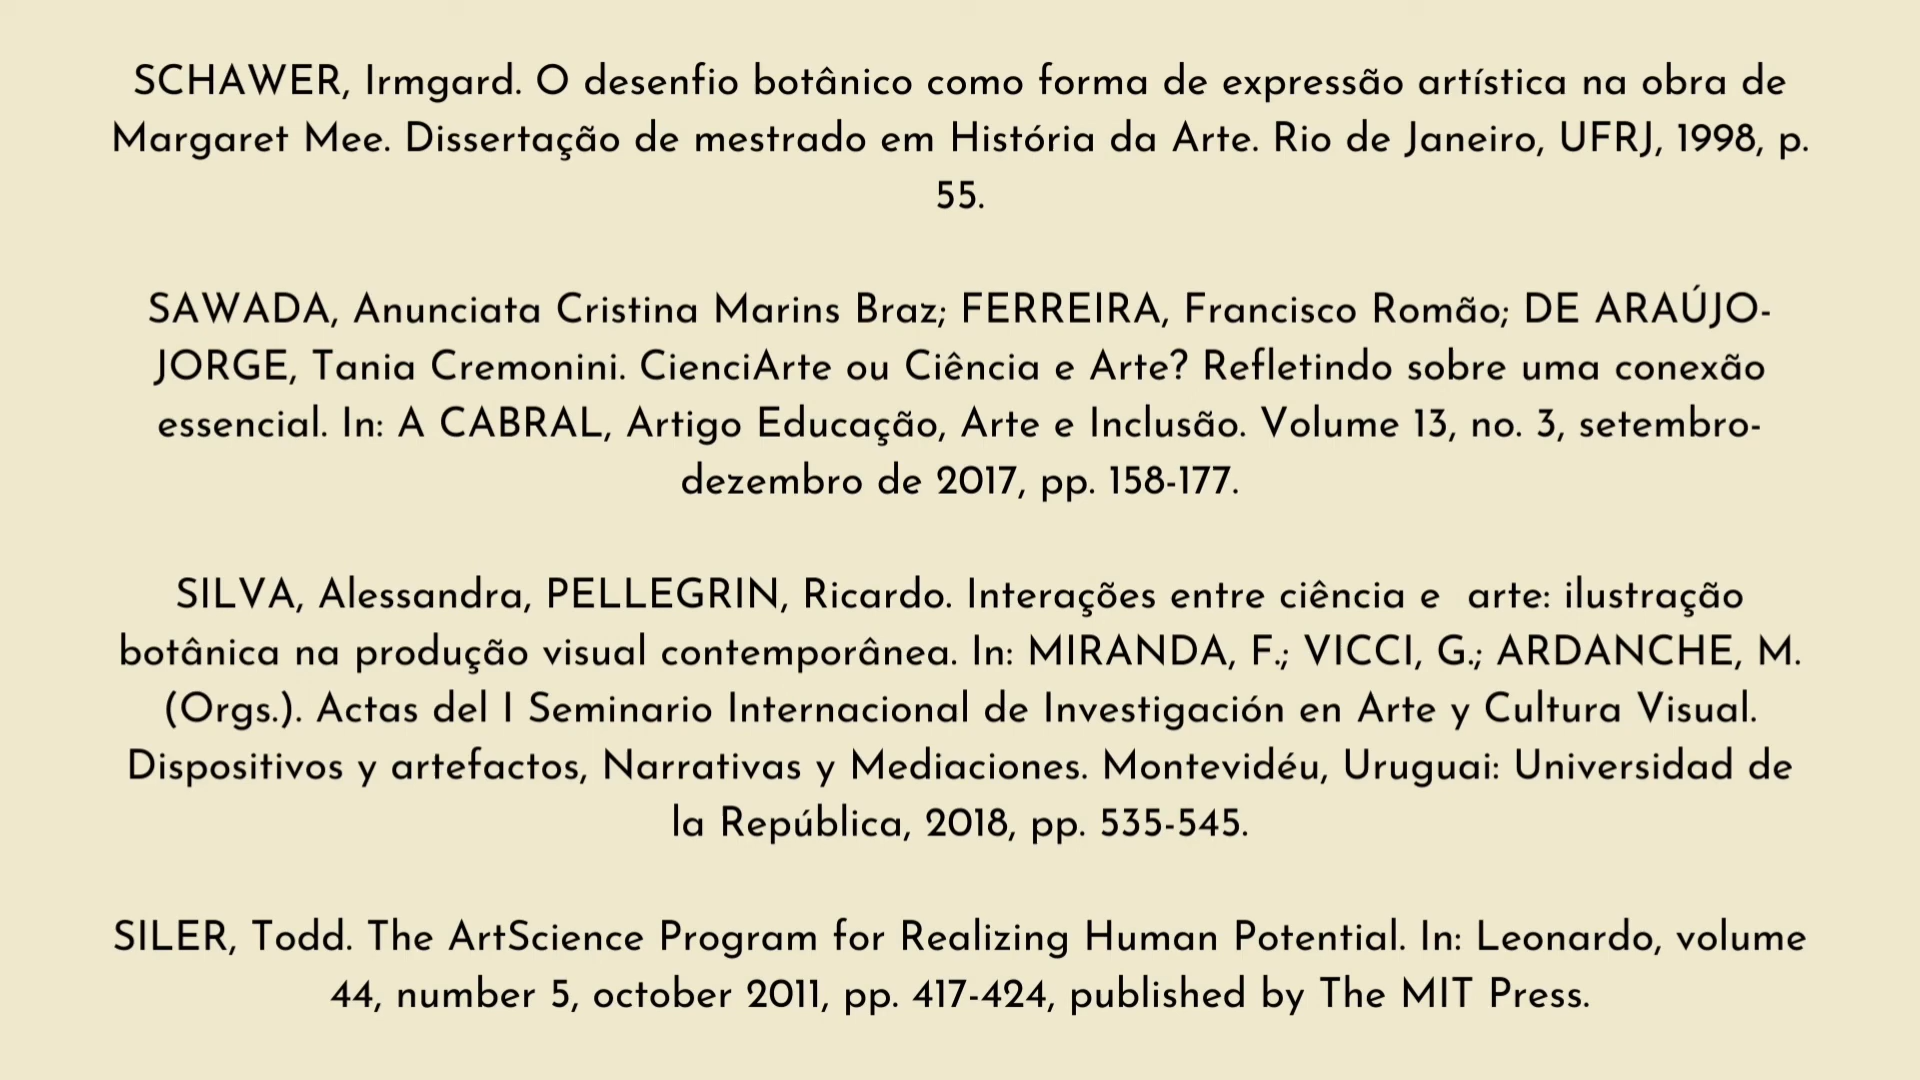 SCHAWER, Irmgard. O desenfio botânico como forma de expressão artística na obra de
Margaret Mee. Dissertação de mestrado em História da Arte. Rio de Janeiro, UFRJ, 1998, p.
55.
SAWADA, Anunciata Cristina Marins Braz; FERREIRA, Francisco Romão; DE ARAÚJO-
JORGE, Tania Cremonini. CienciArte ou Ciência e Arte? Refletindo sobre uma conexão
essencial. In: A CABRAL, Artigo Educação, Arte e Inclusão. Volume 13, no. 3, setembro-
dezembro de 2017, pp. 158-177.
SILVA, Alessandra, PELLEGRIN, Ricardo. Interações entre ciência e  arte: ilustração
botânica na produção visual contemporânea. In: MIRANDA, F.; VICCI, G.; ARDANCHE, M.
(Orgs.). Actas del I Seminario Internacional de Investigación en Arte y Cultura Visual.
Dispositivos y artefactos, Narrativas y Mediaciones. Montevidéu, Uruguai: Universidad de
la República, 2018, pp. 535-545.
SILER, Todd. The ArtScience Program for Realizing Human Potential. In: Leonardo, volume
44, number 5, october 2011, pp. 417-424, published by The MIT Press.